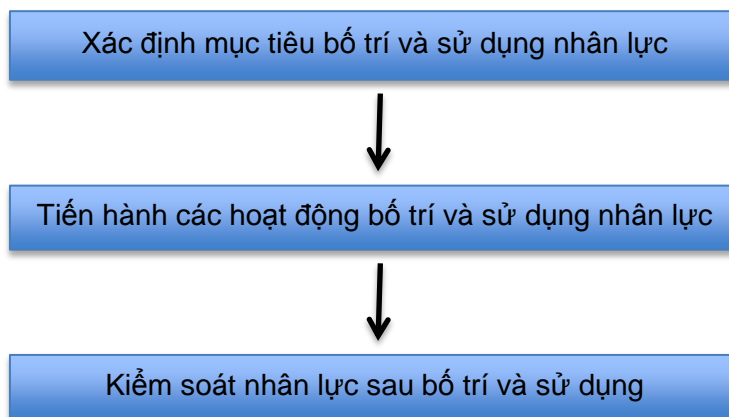 Xác định mục tiêu bố trí và sử dụng nhân lực
Tiến hành các hoạt động bố trí và sử dụng nhân lực
Kiểm soát nhân lực sau bố trí và sử dụng